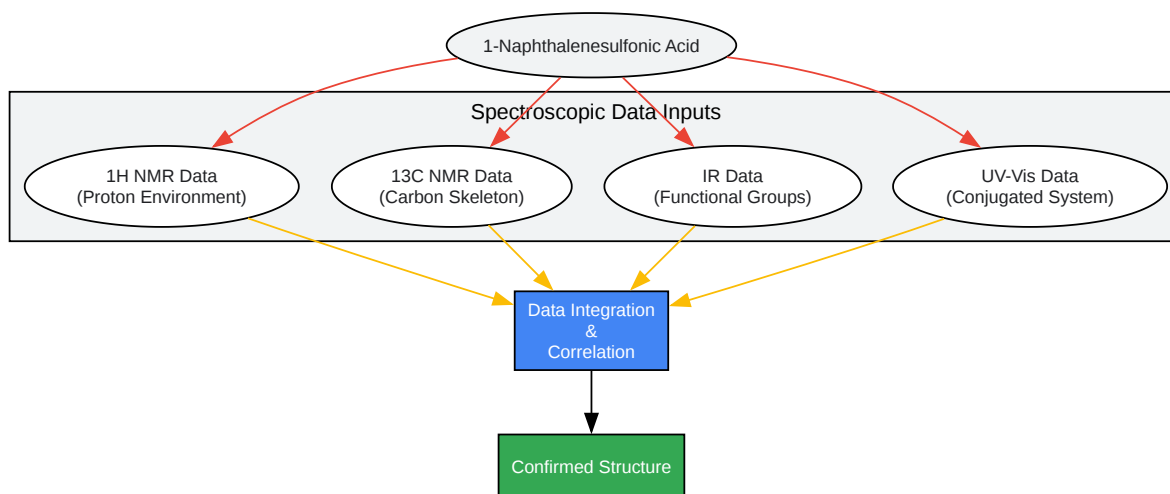 1-Naphthalenesulfonic Acid
Spectroscopic Data Inputs
1H NMR Data
(Proton Environment)
13C NMR Data
(Carbon Skeleton)
IR Data
(Functional Groups)
UV-Vis Data
(Conjugated System)
Data Integration
&
Correlation
Confirmed Structure